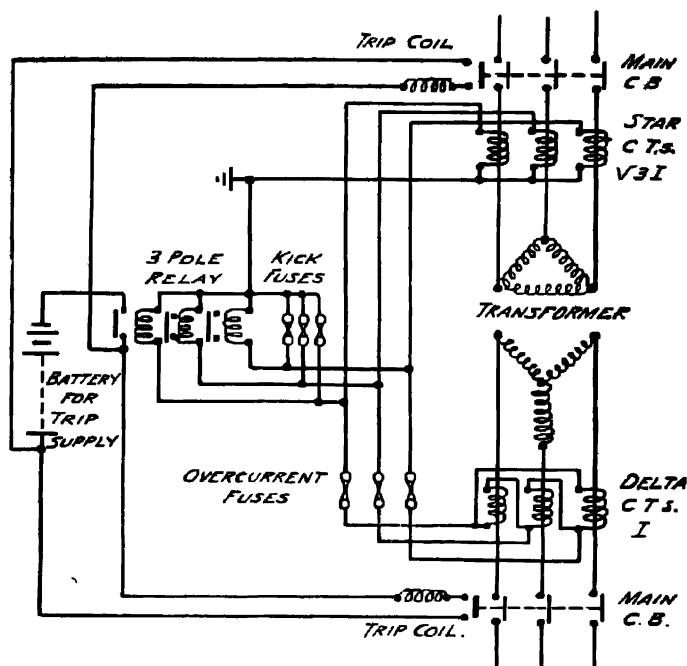 TRIP COIL
MAIN
C B
STAR
C T.s.
√3 I
3 POLE
RELAY
KICK
FUSES
TRANSFORMER
BATTERY
FOR
TRIP
SUPPLY
OVERCURRENT
FUSES
DELTA
C T s.
I
MAIN
C. B.
TRIP COIL.